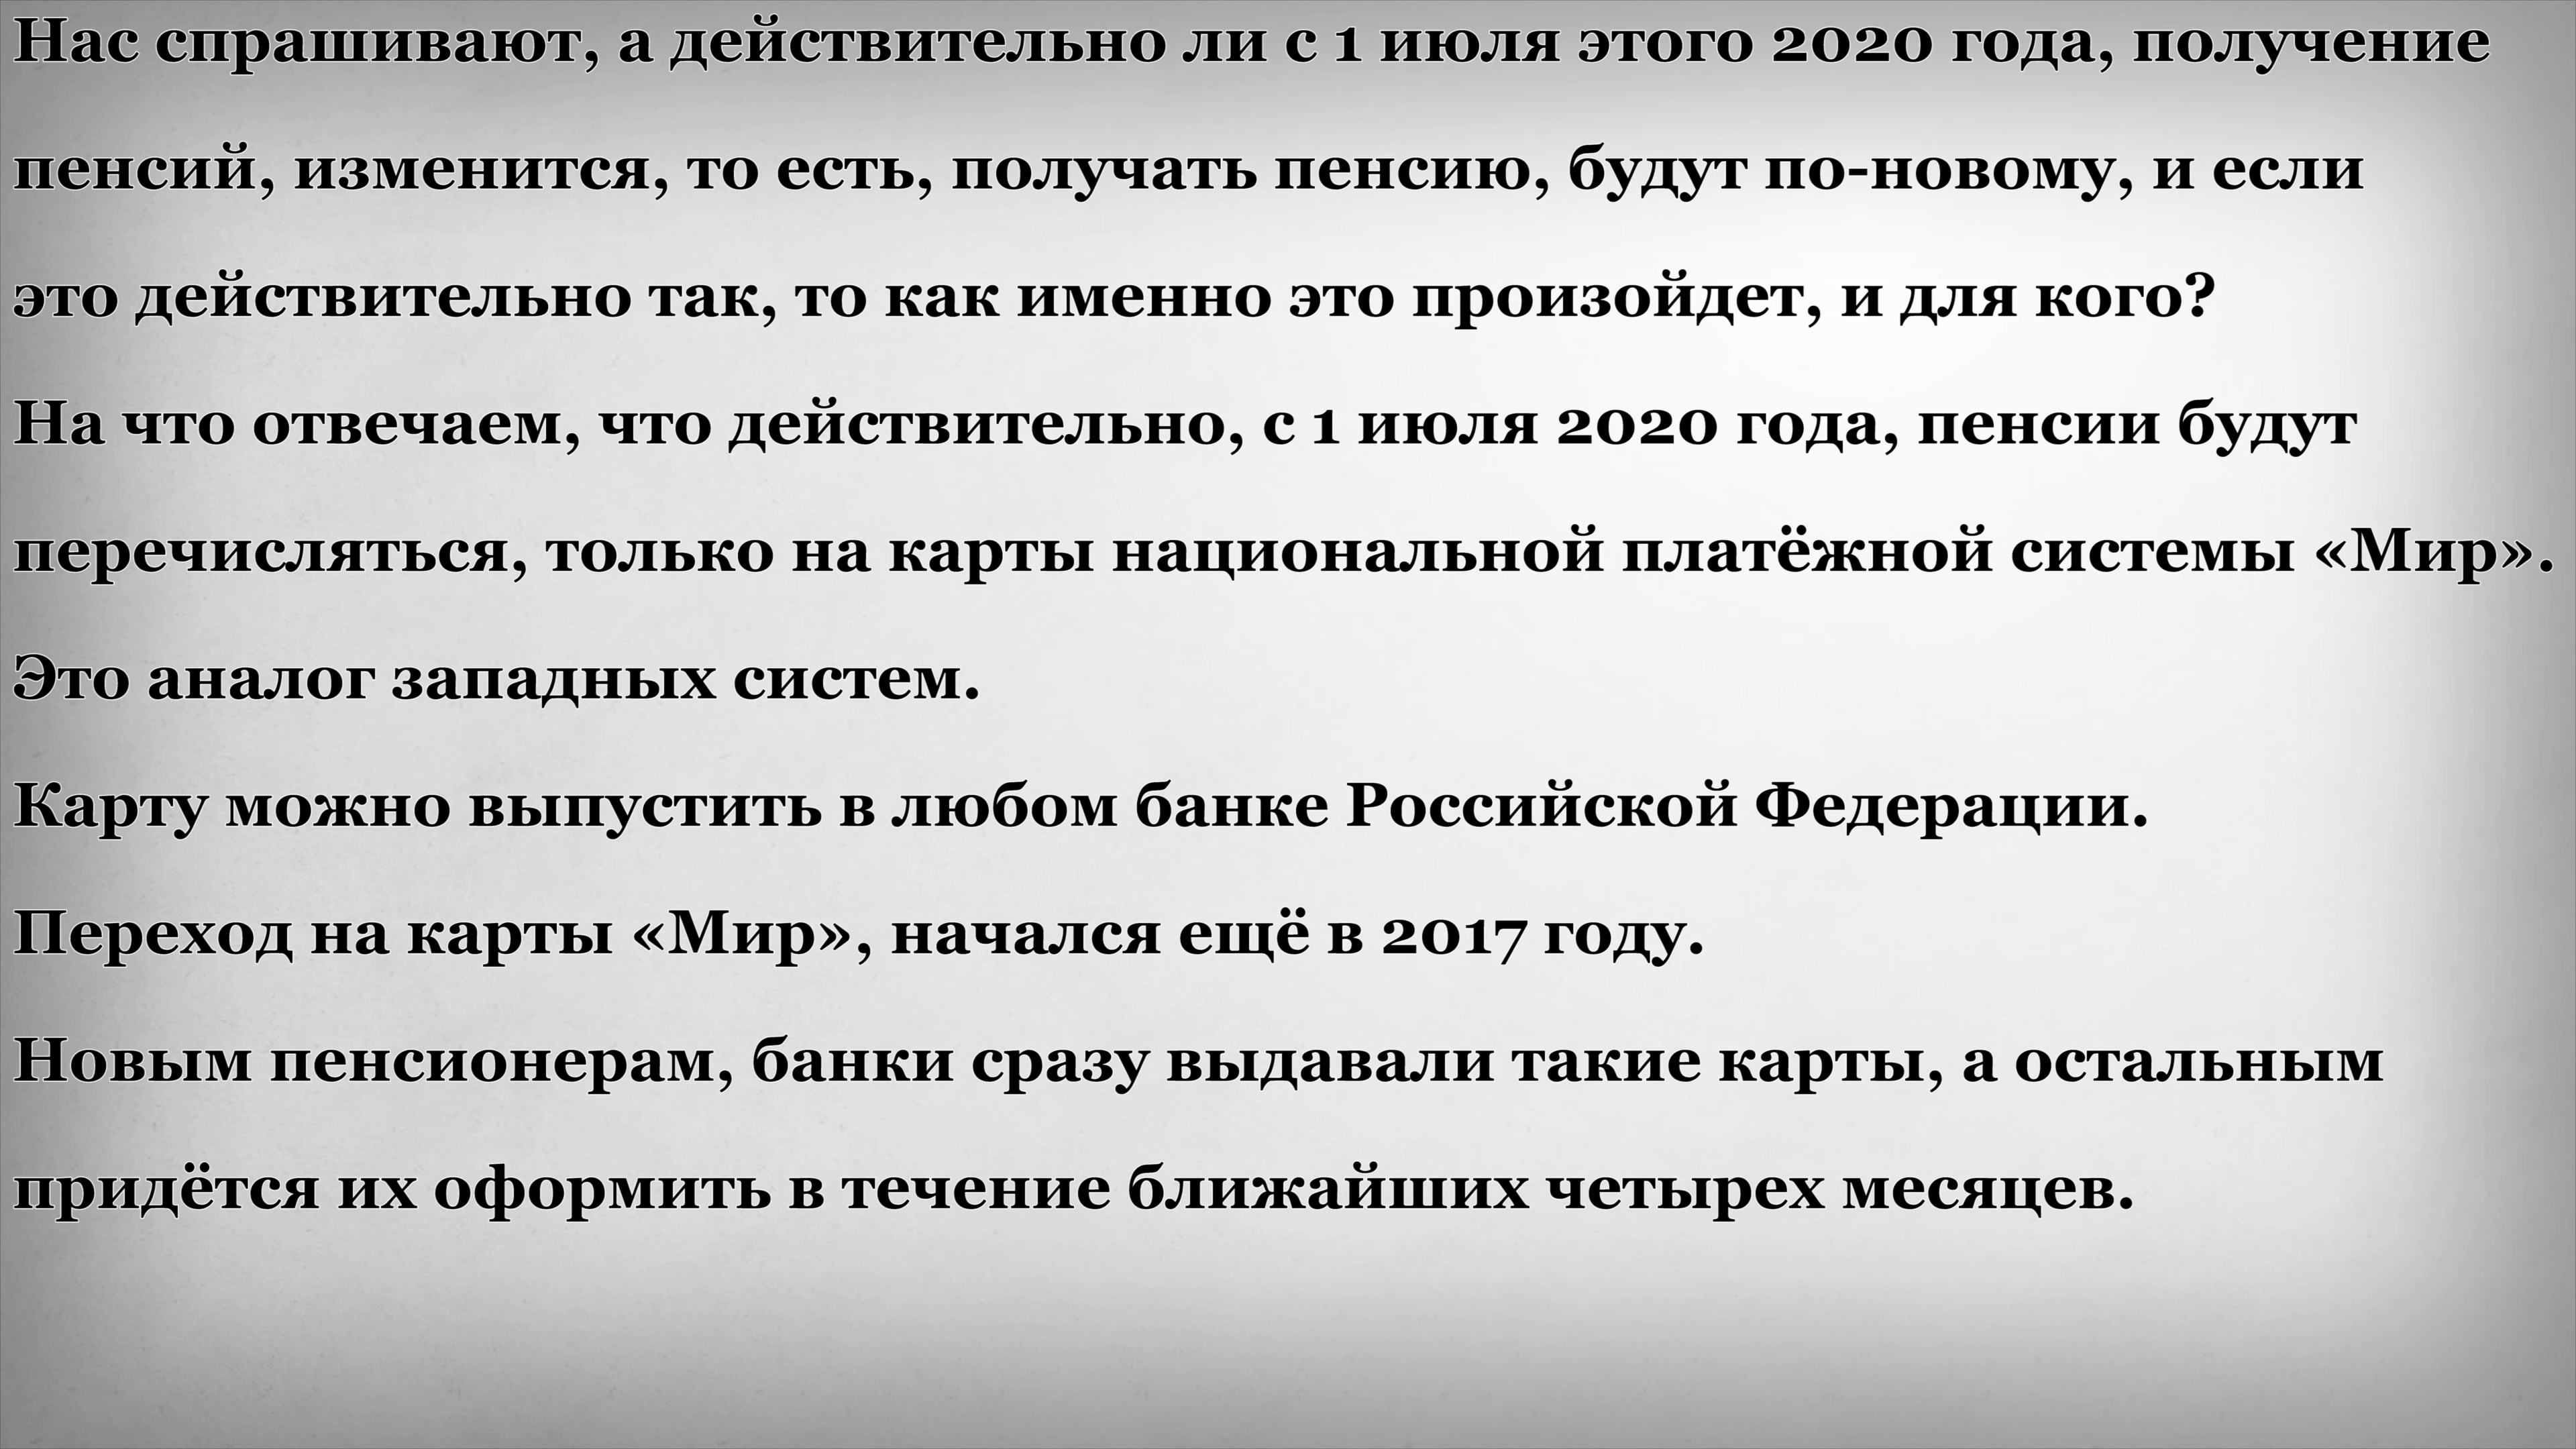 Нас спрашивают, а действительно ли с 1 июля этого 2020 года, получение
пенсий, изменится, то есть, получать пенсию, будут по-новому, и если
это действительно так, то как именно это произойдет, и для кого?
На что отвечаем, что действительно, с 1 июля 2020 года, пенсии будут
перечисляться, только на карты национальной платёжной системы «Мир».
Это аналог западных систем.
Карту можно выпустить в любом банке Российской Федерации.
Переход на карты «Мир», начался ещё в 2017 году.
Новым пенсионерам, банки сразу выдавали такие карты, а остальным
придётся их оформить в течение ближайших четырех месяцев.